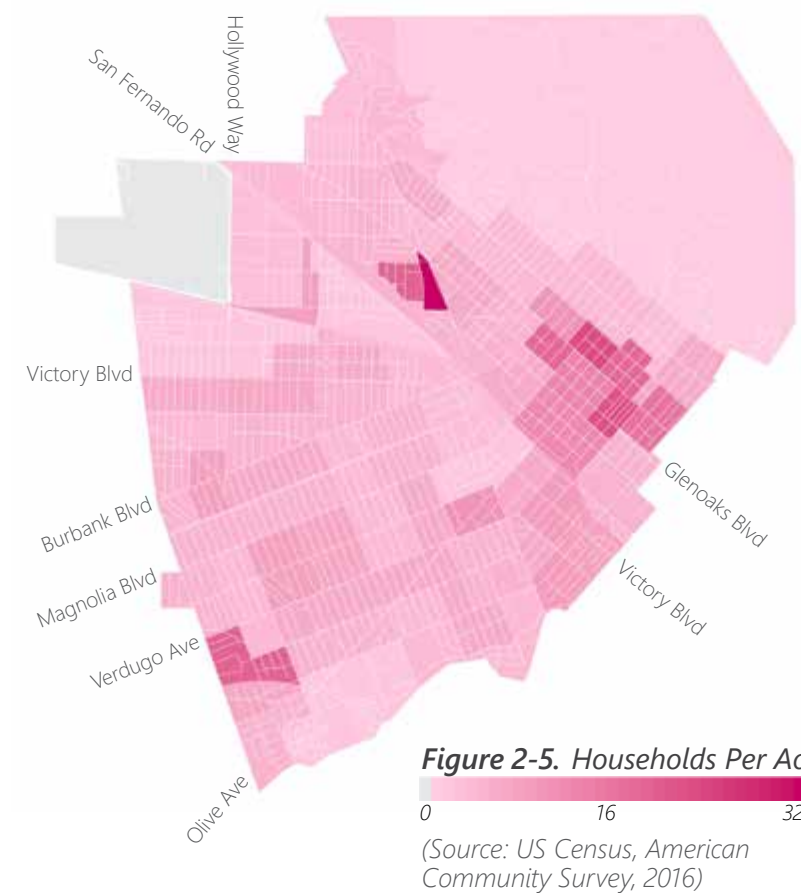 Hollywood Way
San Fernando Rd
Victory Blvd
Burbank Blvd
Magnolia Blvd
Verdugo Ave
Olive Ave
Glenoaks Blvd
Victory Blvd
Figure 2-5. Households Per Ac
0 16 32
(Source: US Census, American
Community Survey, 2016)